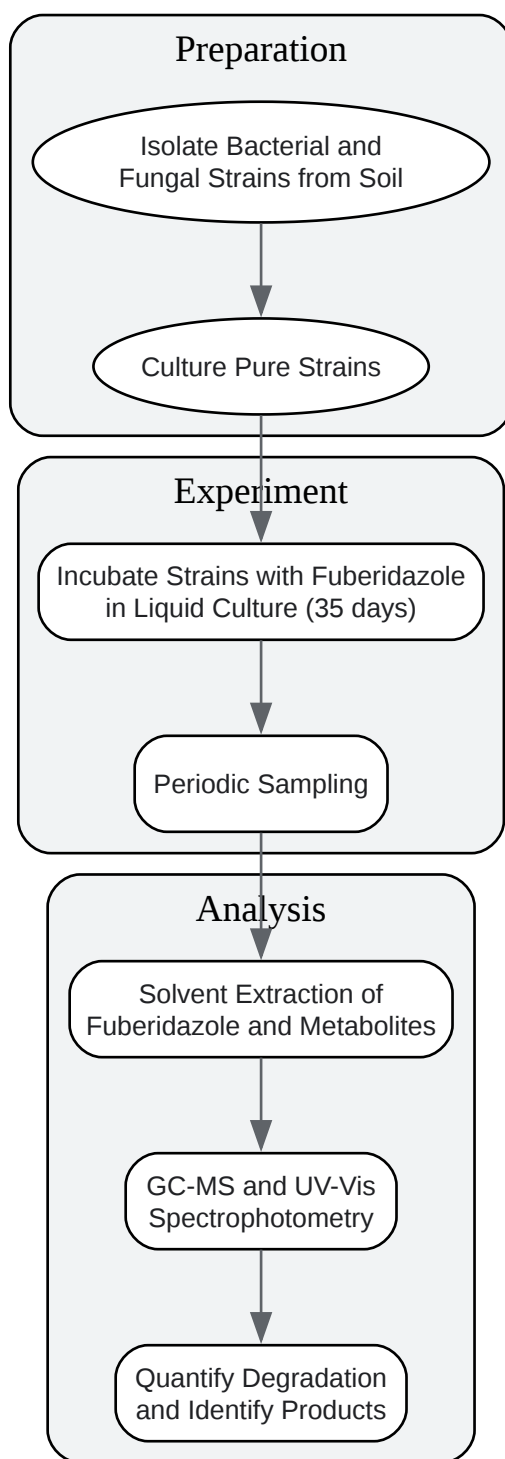 Preparation
Isolate Bacterial and
Fungal Strains from Soil
Culture Pure Strains
Experiment
Incubate Strains with Fuberidazole
in Liquid Culture (35 days)
Periodic Sampling
Analysis
Solvent Extraction of
Fuberidazole and Metabolites
GC-MS and UV-Vis
Spectrophotometry
Quantify Degradation
and Identify Products